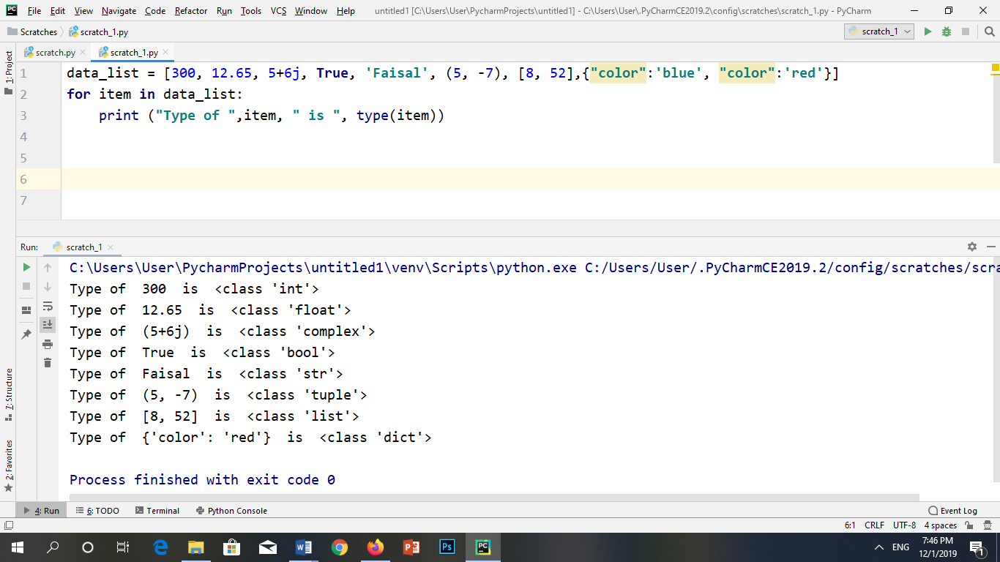 PC File Edit View Navigate Code Refactor Run Tools VCS Window Help untitled1 [C:\Users\User\PycharmProjects\untitled1] - C:\Users\User\.PyCharmCE2019.2\config\scratches\scratch_1.py - PyCharm
Scratches scratch_1.py scratch_1
scratch.py scratch_1.py
1: Project
1 data_list = [300, 12.65, 5+6j, True, 'Faisal', (5, -7), [8, 52],{"color":'blue', "color":'red'}]
2 for item in data_list:
3     print ("Type of ",item, " is ", type(item))
4
5
6
7
Run: scratch_1
C:\Users\User\PycharmProjects\untitled1\venv\Scripts\python.exe C:/Users/User/.PyCharmCE2019.2/config/scratches/scra
Type of  300  is  <class 'int'>
Type of  12.65  is  <class 'float'>
Type of  (5+6j)  is  <class 'complex'>
Type of  True  is  <class 'bool'>
Type of  Faisal  is  <class 'str'>
Type of  (5, -7)  is  <class 'tuple'>
Type of  [8, 52]  is  <class 'list'>
Type of  {'color': 'red'}  is  <class 'dict'>
Process finished with exit code 0
7: Structure
2: Favorites
4: Run 6: TODO Terminal Python Console Event Log
6:1 CRLF UTF-8 4 spaces
W P Ps PC ENG 7:46 PM
12/1/2019 1